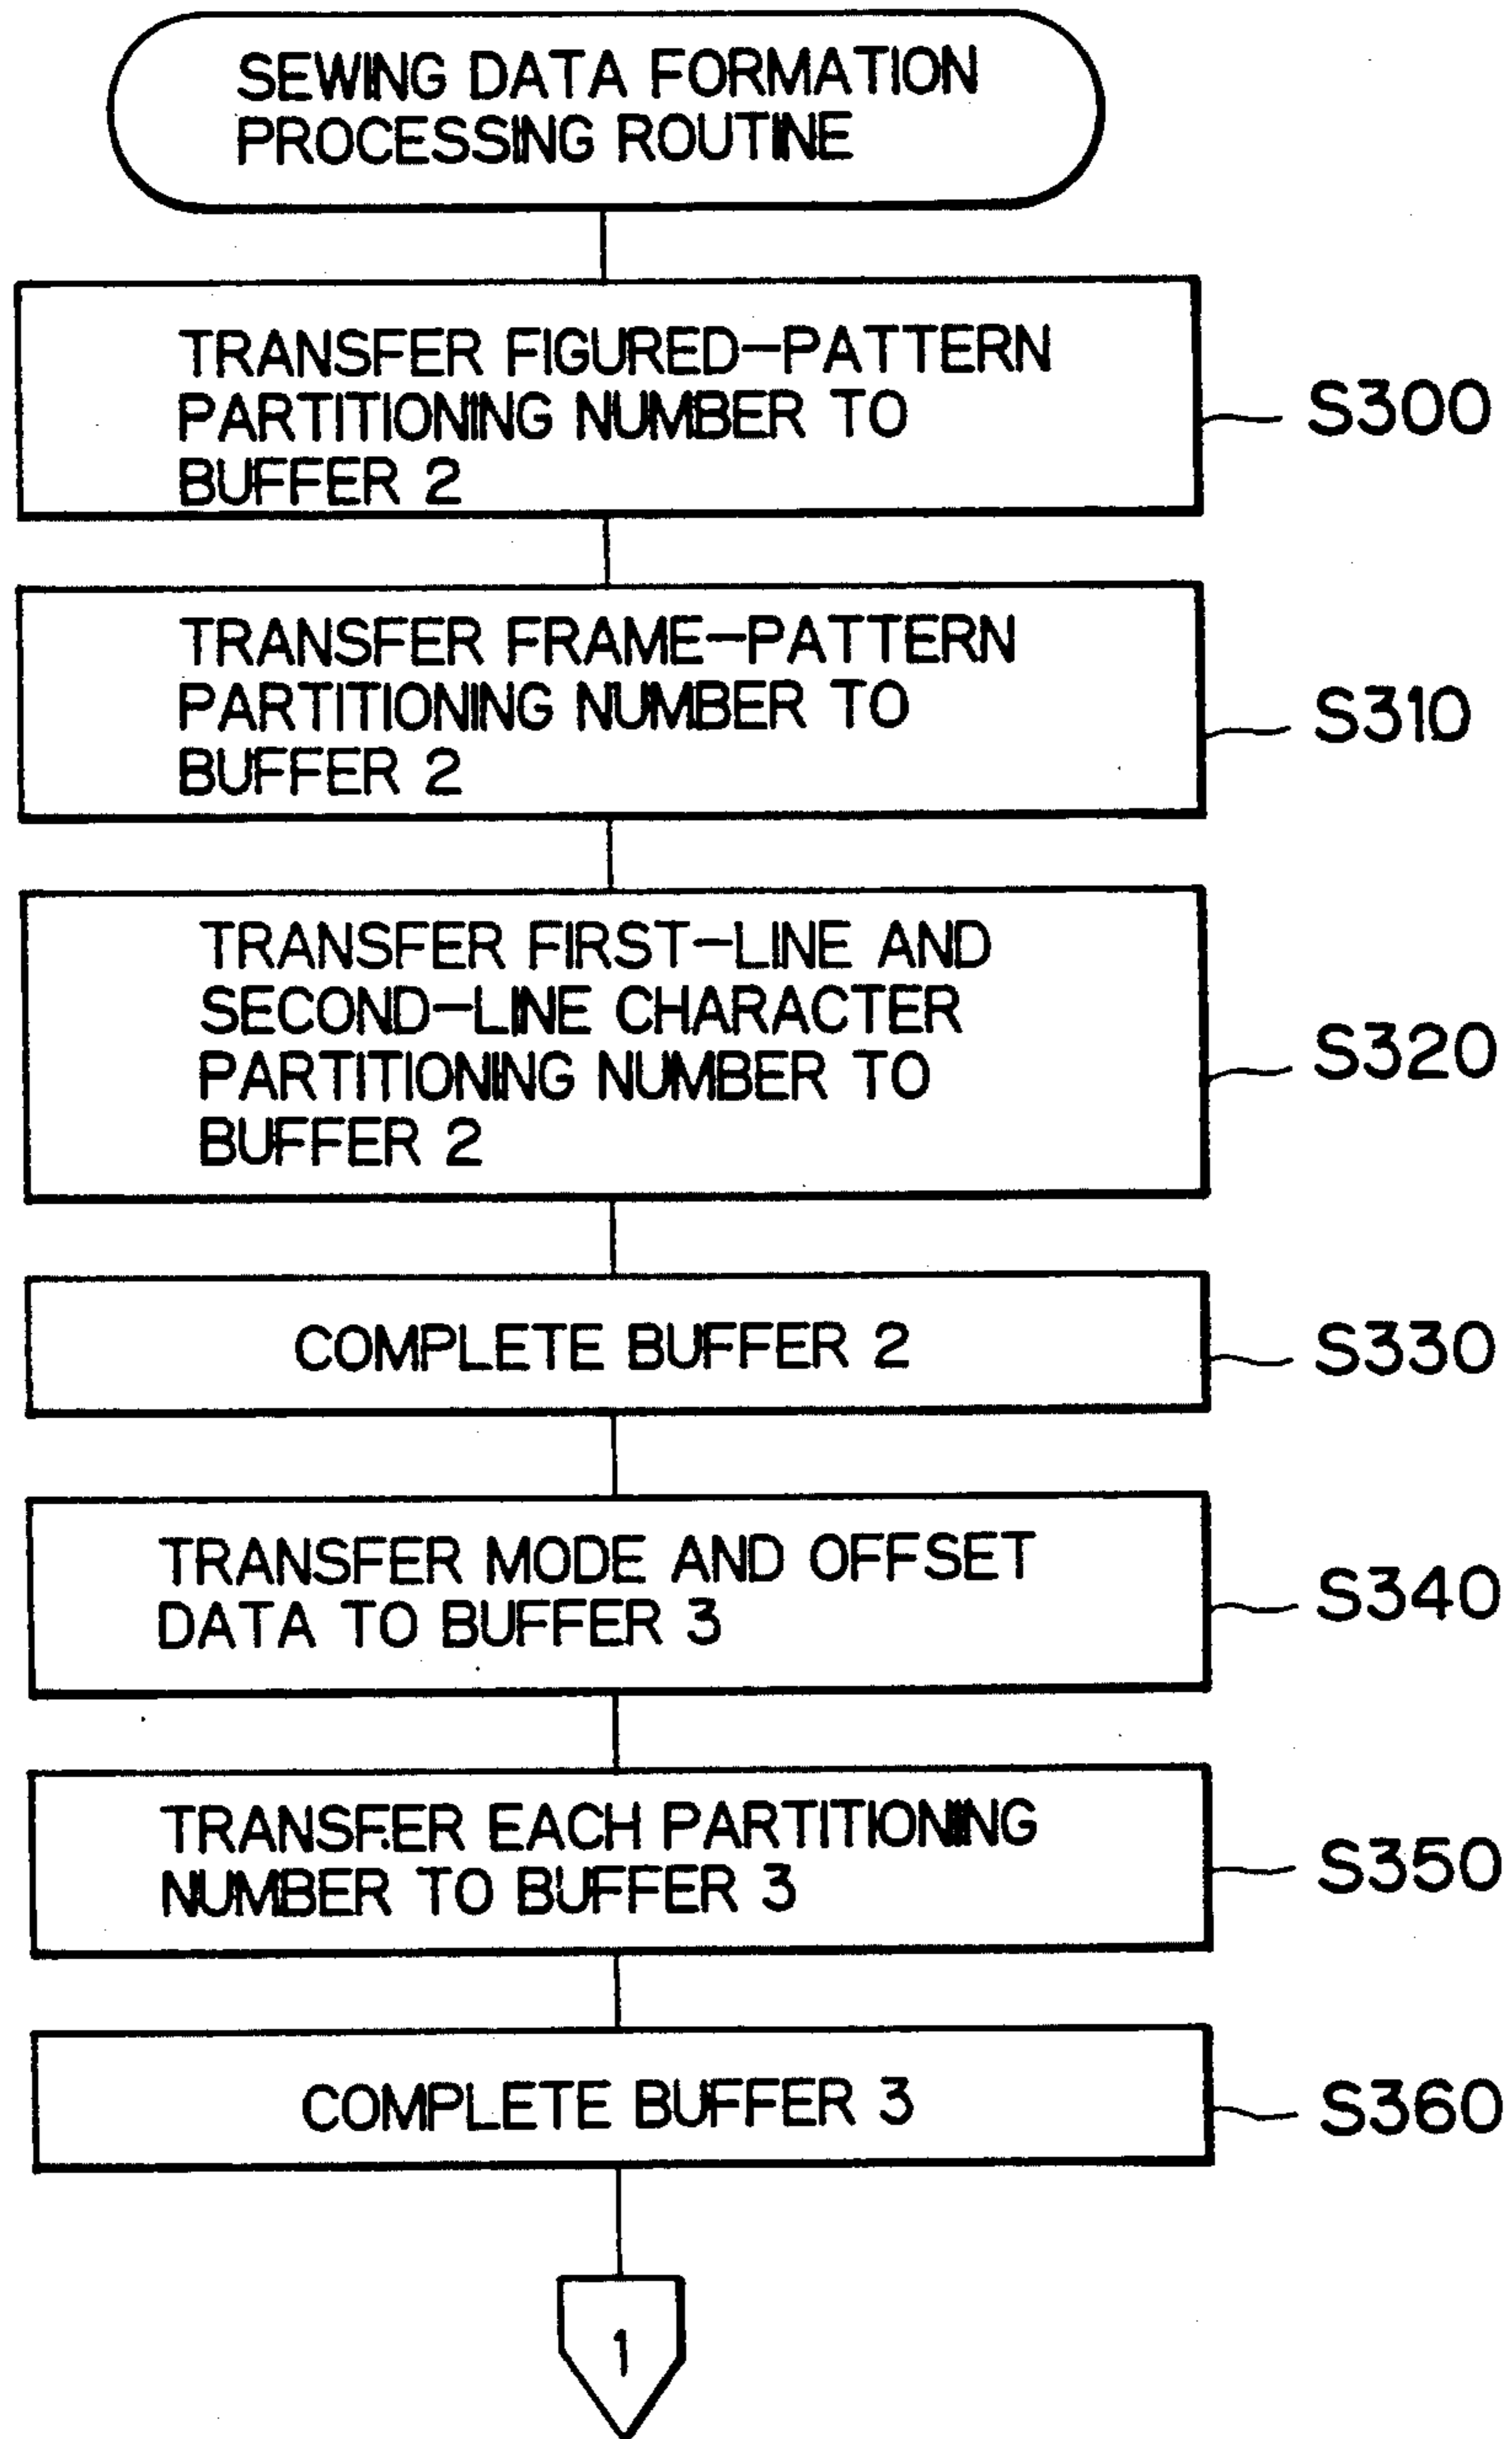 SEWING DATA FORMATION
PROCESSING ROUTINE
TRANSFER FIGURED-PATTERN
PARTITIONING NUMBER TO
BUFFER 2
S300
TRANSFER FRAME-PATTERN
PARTITIONING NUMBER TO
BUFFER 2
S310
TRANSFER FIRST-LINE AND
SECOND-LINE CHARACTER
PARTITIONING NUMBER TO
BUFFER 2
S320
COMPLETE BUFFER 2
S330
TRANSFER MODE AND OFFSET
DATA TO BUFFER 3
S340
TRANSFER EACH PARTITIONING
NUMBER TO BUFFER 3
S350
COMPLETE BUFFER 3
S360
1